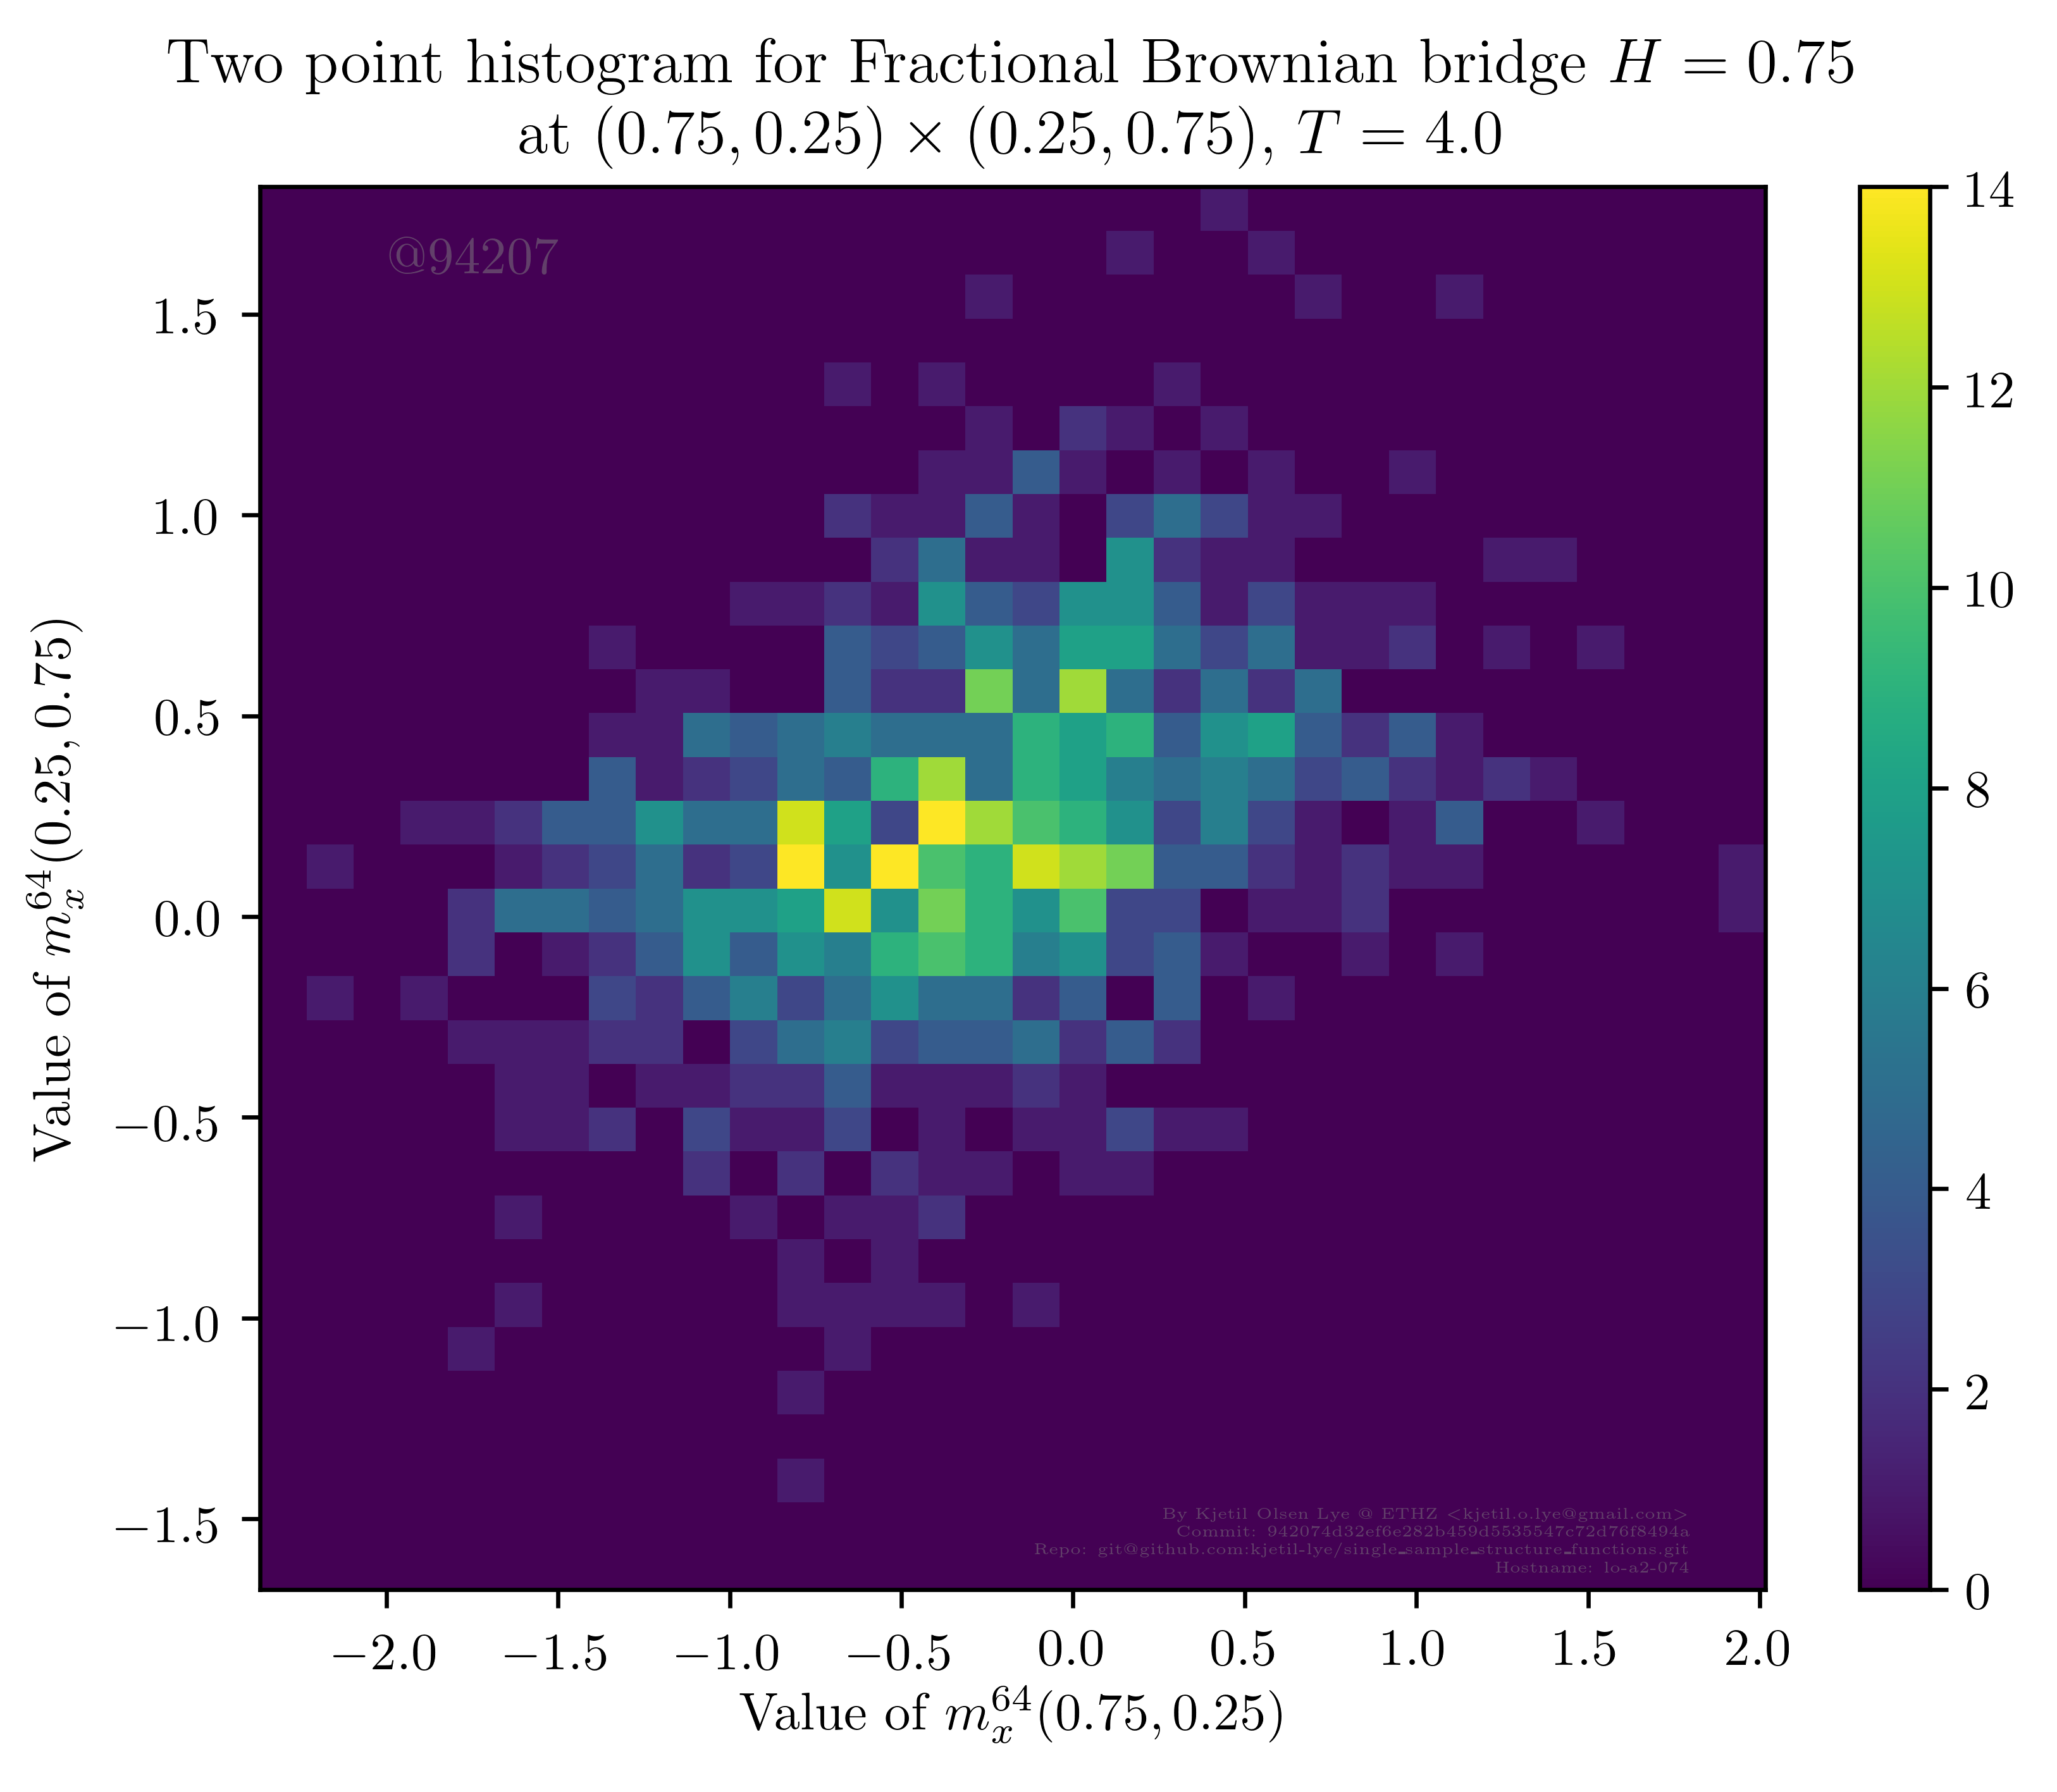 Two point histogram for Fractional Brownian bridge H = 0.75
at (0.75, 0.25) × (0.25, 0.75), T = 4.0
@94207
14
12
10
8
6
4
2
0
1.5
1.0
0.5
0.0
−0.5
−1.0
−1.5
Value of m_x^64(0.25, 0.75)
By Kjetil Olsen Lye @ ETHZ <kjetil.o.lye@gmail.com>
Commit: 942074d32ef6e282b459d5535547c72d76f8494a
Repo: git@github.com:kjetil-lye/single_sample_structure_functions.git
Hostname: lo-a2-074
−2.0 −1.5 −1.0 −0.5 0.0 0.5 1.0 1.5 2.0
Value of m_x^64(0.75, 0.25)